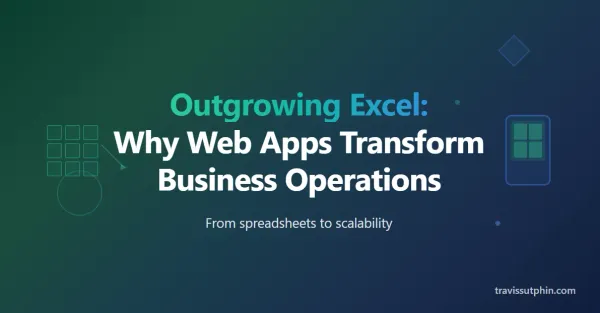 Outgrowing Excel:
Why Web Apps Transform
Business Operations
From spreadsheets to scalability
travissutphin.com